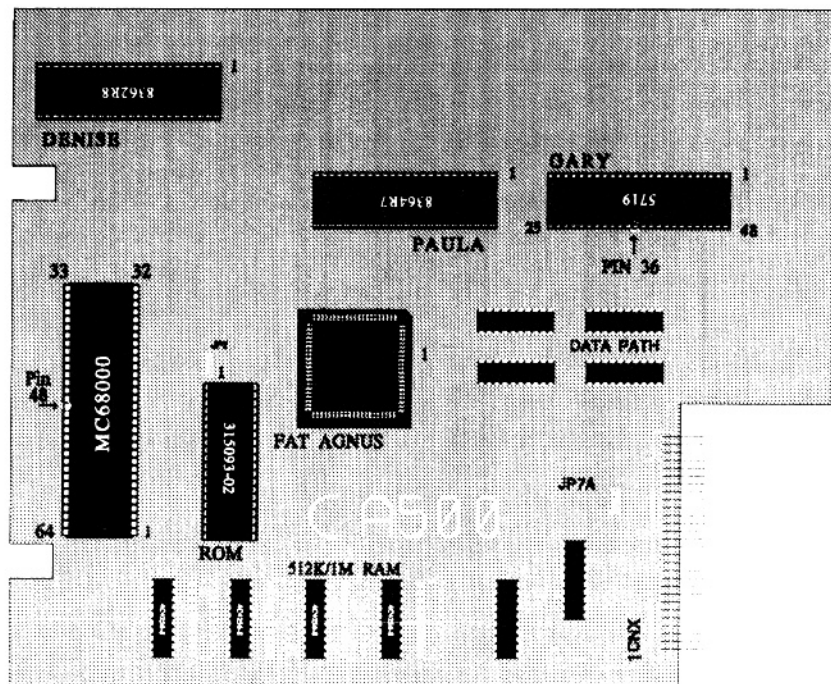 1
8362R8
DENISE
GARY
1
1
8364R7
5719
PAULA
25
48
PIN 36
33
32
1
DATA PATH
1
Pin
48
MC68000
315093-02
FAT AGNUS
JP7A
CA500
64
1
ROM
512K/1M RAM
1CNX